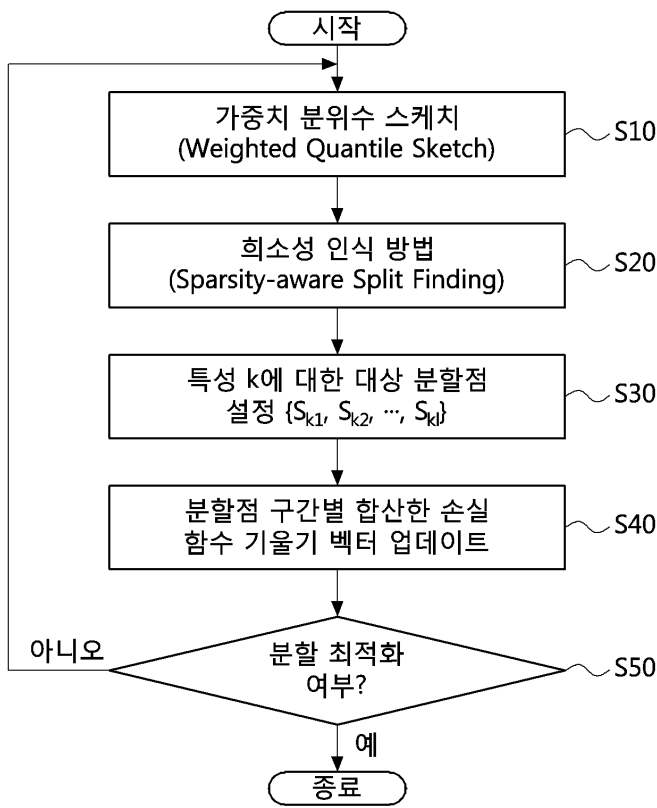 시작
가중치 분위수 스케치
(Weighted Quantile Sketch)
S10
희소성 인식 방법
(Sparsity-aware Split Finding)
S20
특성 k에 대한 대상 분할점
설정 {Sk1, Sk2, ···, Skl}
S30
분할점 구간별 합산한 손실
함수 기울기 벡터 업데이트
S40
아니오
분할 최적화
여부?
S50
예
종료